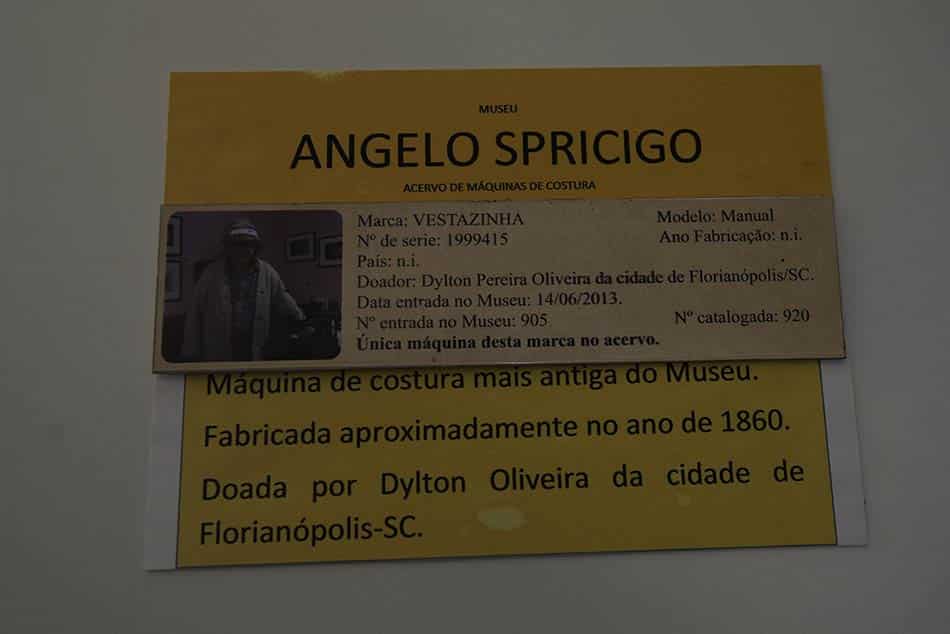 MUSEU
ANGELO SPRICIGO
ACERVO DE MÁQUINAS DE COSTURA
Marca: VESTAZINHA Modelo: Manual
Nº de serie: 1999415 Ano Fabricação: n.i.
País: n.i.
Doador: Dylton Pereira Oliveira da cidade de Florianópolis/SC.
Data entrada no Museu: 14/06/2013.
Nº entrada no Museu: 905 Nº catalogada: 920
Única máquina desta marca no acervo.
Máquina de costura mais antiga do Museu.
Fabricada aproximadamente no ano de 1860.
Doada por Dylton Oliveira da cidade de
Florianópolis-SC.